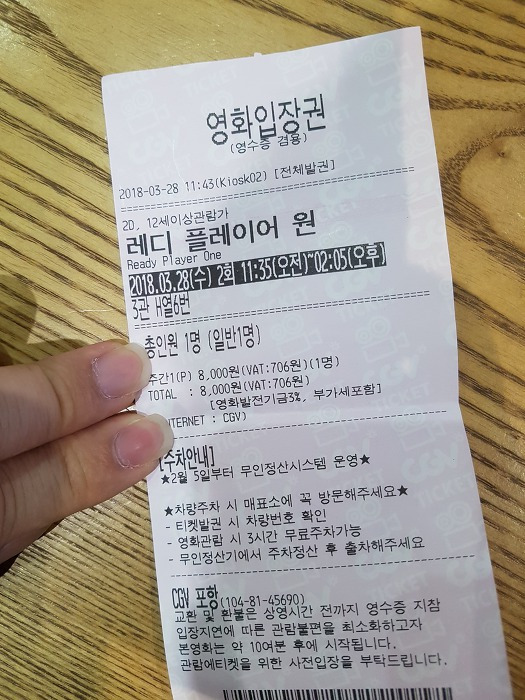 영화입장권
(영수증 겸용)
2018-03-28 11:43(Kiosk02) [전체발권]
2D, 12세이상관람가
레디 플레이어 원
Ready Player One
2018.03.28(수) 2회 11:35(오전)~02:05(오후)
3관 H열6번
총인원 1명 (일반1명)
주간1(P) 8,000원(VAT:706원)(1명)
TOTAL : 8,000원(VAT:706원)
[영화발전기금3%, 부가세포함]
NTERNET : CGV)
[주차안내]
★2월 5일부터 무인정산시스템 운영★
★차량주차 시 매표소에 꼭 방문해주세요★
- 티켓발권 시 차량번호 확인
- 영화관람 시 3시간 무료주차가능
- 무인정산기에서 주차정산 후 출차해주세요
CGV 포항(104-81-45690)
교환 및 환불은 상영시간 전까지 영수증 지참
입장지연에 따른 관람불편을 최소화하고자
본영화는 약 10여분 후에 시작됩니다.
관람에티켓을 위한 사전입장을 부탁드립니다.